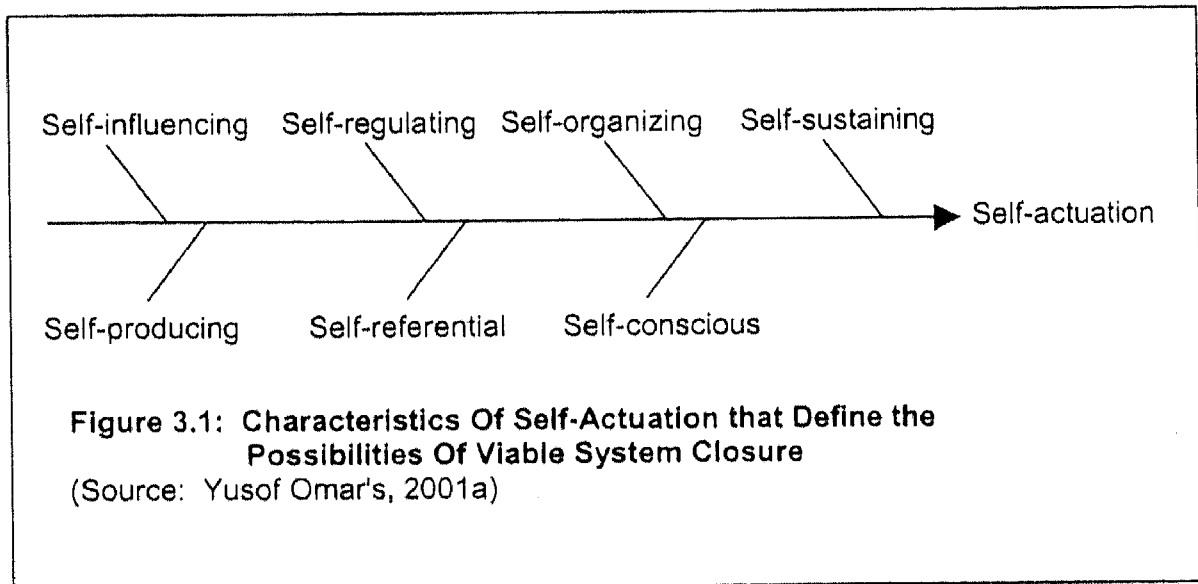 Self-influencing Self-regulating Self-organizing Self-sustaining
Self-actuation
Self-producing Self-referential Self-conscious
Figure 3.1: Characteristics Of Self-Actuation that Define the
Possibilities Of Viable System Closure
(Source: Yusof Omar's, 2001a)